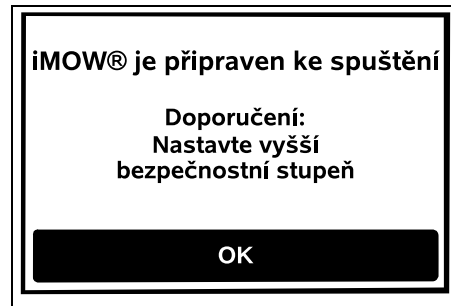 iMOW® je připraven ke spuštění
Doporučení:
Nastavte vyšší
bezpečnostní stupeň
OK